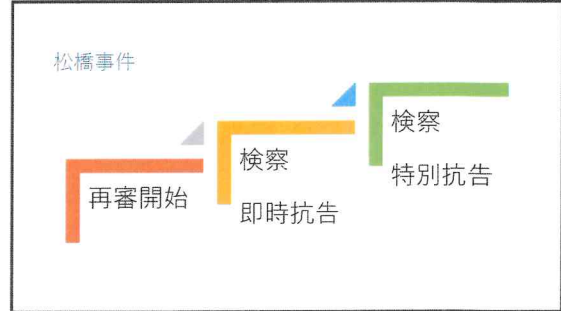 松橋事件
再審開始
検察
即時抗告
検察
特別抗告